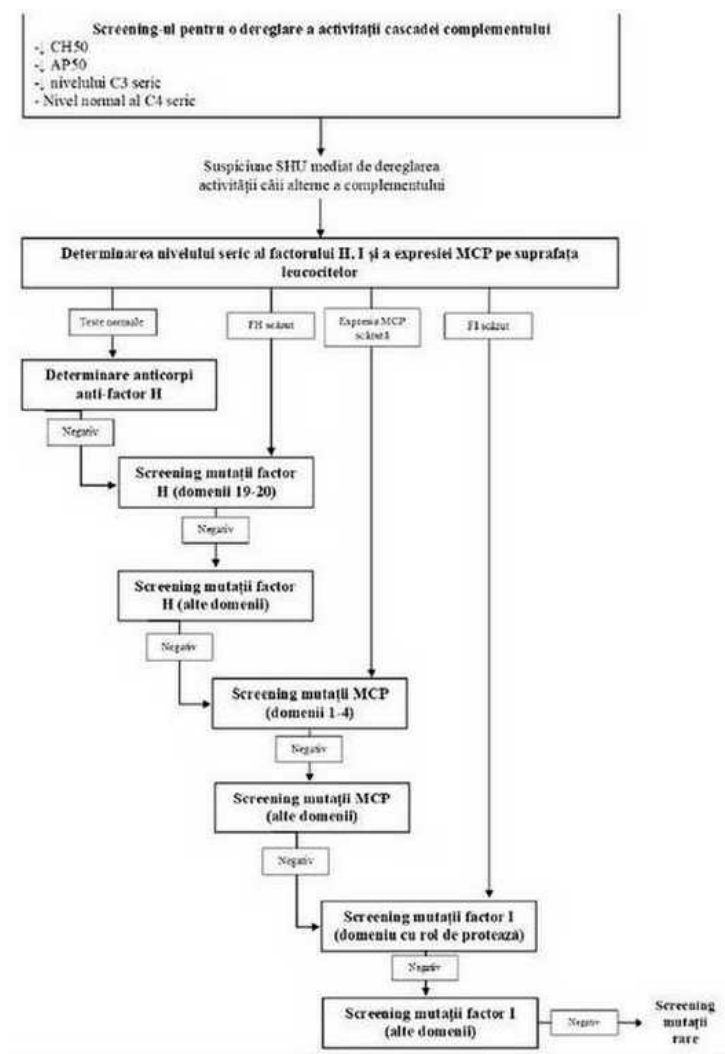 Screening-ul pentru o dereglare a activității cascadei complementului
-↓ CH50
-↓ AP50
-↓ nivelului C3 seric
- Nivel normal al C4 seric
Suspiciune SHU mediat de dereglarea
activității căii alterne a complementului
Determinarea nivelului seric al factorului H, I și a expresiei MCP pe suprafața
leucocitelor
Teste normale
FH scăzut
Expresia MCP
scăzută
FI scăzut
Determinare anticorpi
anti-factor H
Negativ
Screening mutații factor
H (domenii 19-20)
Negativ
Screening mutații factor
H (alte domenii)
Negativ
Screening mutații MCP
(domenii 1-4)
Negativ
Screening mutații MCP
(alte domenii)
Negativ
Screening mutații factor I
(domeniu cu rol de protează)
Negativ
Screening mutații factor I
(alte domenii)
Negativ
Screening
mutații
rare